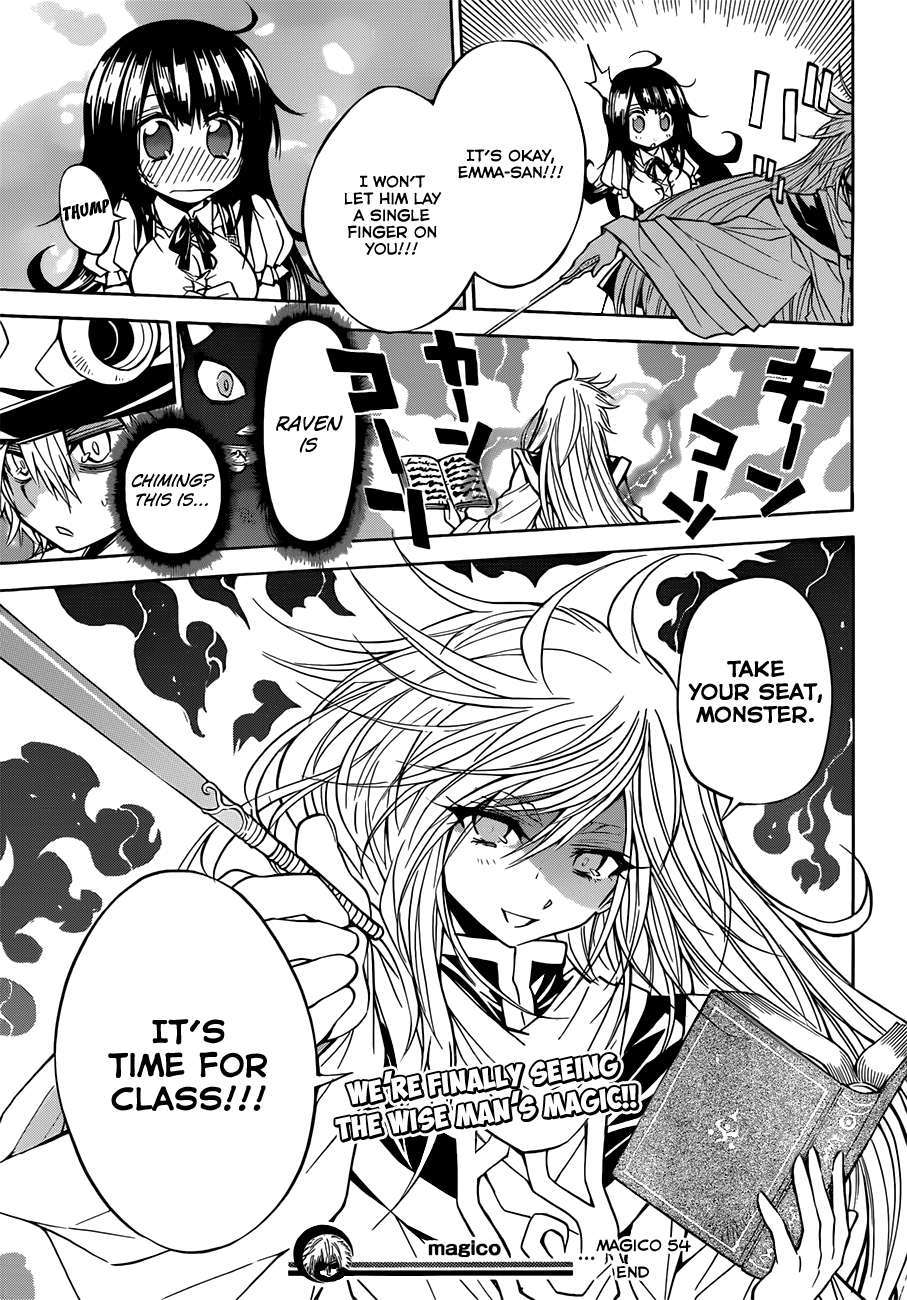 IT'S OKAY,
EMMA-SAN!!!
I WON'T
LET HIM LAY
A SINGLE
FINGER ON
YOU!!!
THUMP
キーン
コーン
カーン
コーン
RAVEN IS
CHIMING?
THIS IS...
TAKE
YOUR SEAT,
MONSTER.
IT'S
TIME FOR
CLASS!!!
WE'RE FINALLY SEEING
THE WISE MAN'S MAGIC!!
magico
... MAGICO 54
END